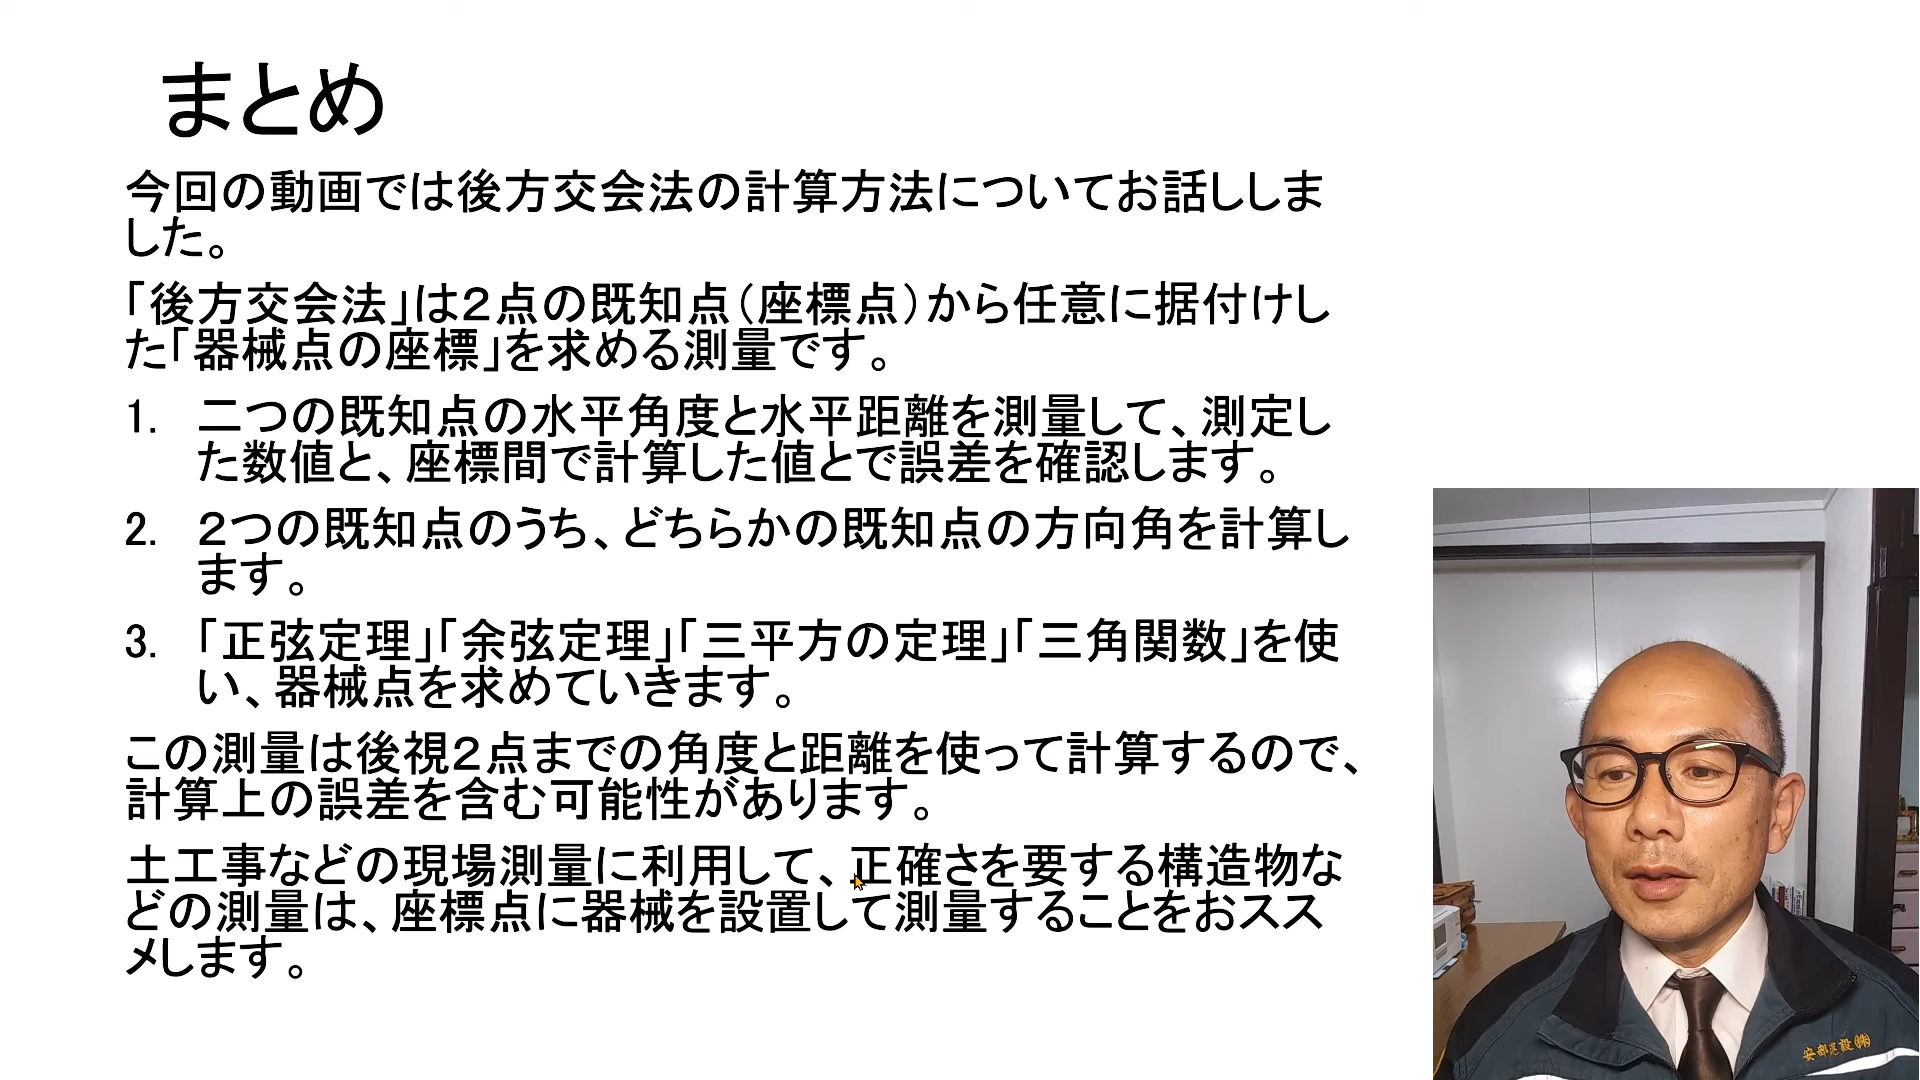 まとめ
今回の動画では後方交会法の計算方法についてお話ししま
した。
「後方交会法」は２点の既知点（座標点）から任意に据付けし
た「器械点の座標」を求める測量です。
1. 二つの既知点の水平角度と水平距離を測量して、測定し
た数値と、座標間で計算した値とで誤差を確認します。
2. ２つの既知点のうち、どちらかの既知点の方向角を計算し
ます。
3. 「正弦定理」「余弦定理」「三平方の定理」「三角関数」を使
い、器械点を求めていきます。
この測量は後視２点までの角度と距離を使って計算するので、
計算上の誤差を含む可能性があります。
土工事などの現場測量に利用して、正確さを要する構造物な
どの測量は、座標点に器械を設置して測量することをおスス
メします。
安部建設㈱